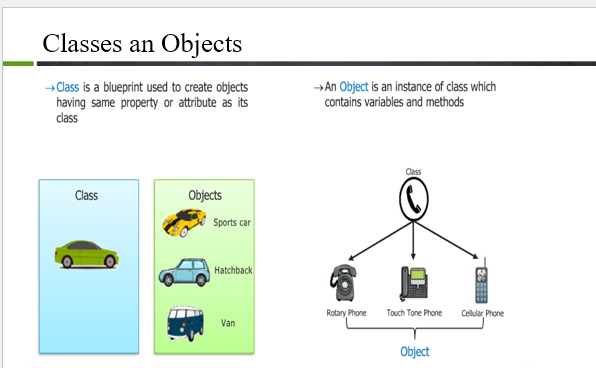 Classes an Objects
→Class is a blueprint used to create objects
having same property or attribute as its
class
→An Object is an instance of class which
contains variables and methods
Class
Objects
Sports car
Hatchback
Van
Class
Rotary Phone
Touch Tone Phone
Cellular Phone
Object